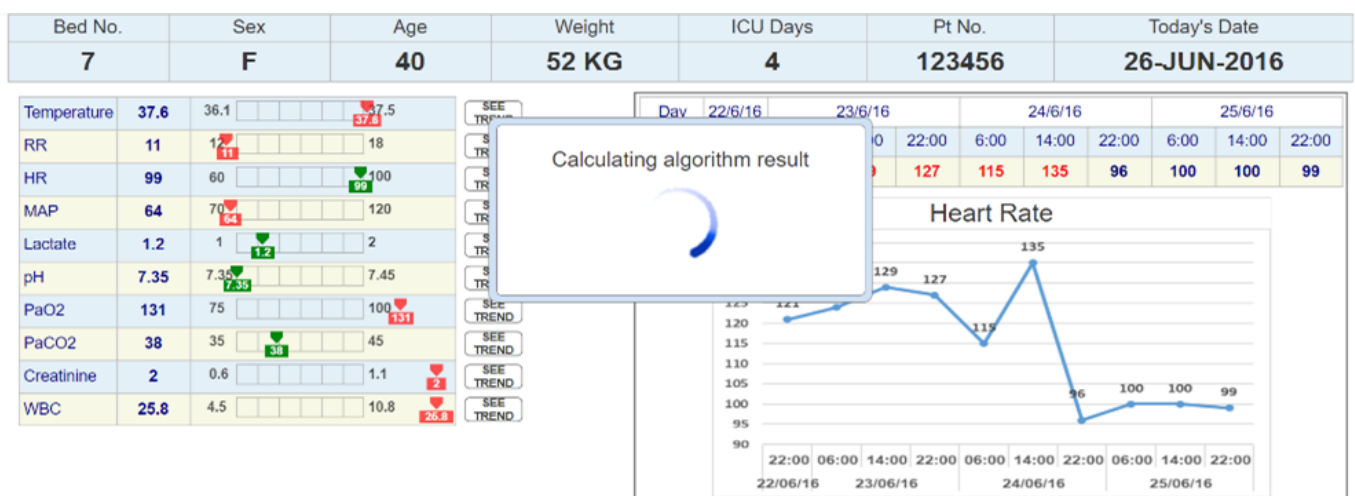 Bed No. Sex Age Weight ICU Days Pt No. Today's Date
7 F 40 52 KG 4 123456 26-JUN-2016
Temperature 37.6 36.1 37.5 37.6 SEE
RR 11 12 18 11
HR 99 60 100 99
MAP 64 70 120 64
Lactate 1.2 1 2 1.2
pH 7.35 7.35 7.45 7.35
PaO2 131 75 100 131 SEE TREND
PaCO2 38 35 45 38 SEE TREND
Creatinine 2 0.6 1.1 2 SEE TREND
WBC 25.8 4.5 10.8 25.8 SEE TREND
Day 22/6/16 23/6/16 24/6/16 25/6/16
22:00 6:00 14:00 22:00 6:00 14:00 22:00
127 115 135 96 100 100 99
Calculating algorithm result
Heart Rate
135
129 127
125 121
120 115
115
110
105
100 96 100 100 99
95
90
22:00 06:00 14:00 22:00 06:00 14:00 22:00 06:00 14:00 22:00
22/06/16 23/06/16 24/06/16 25/06/16